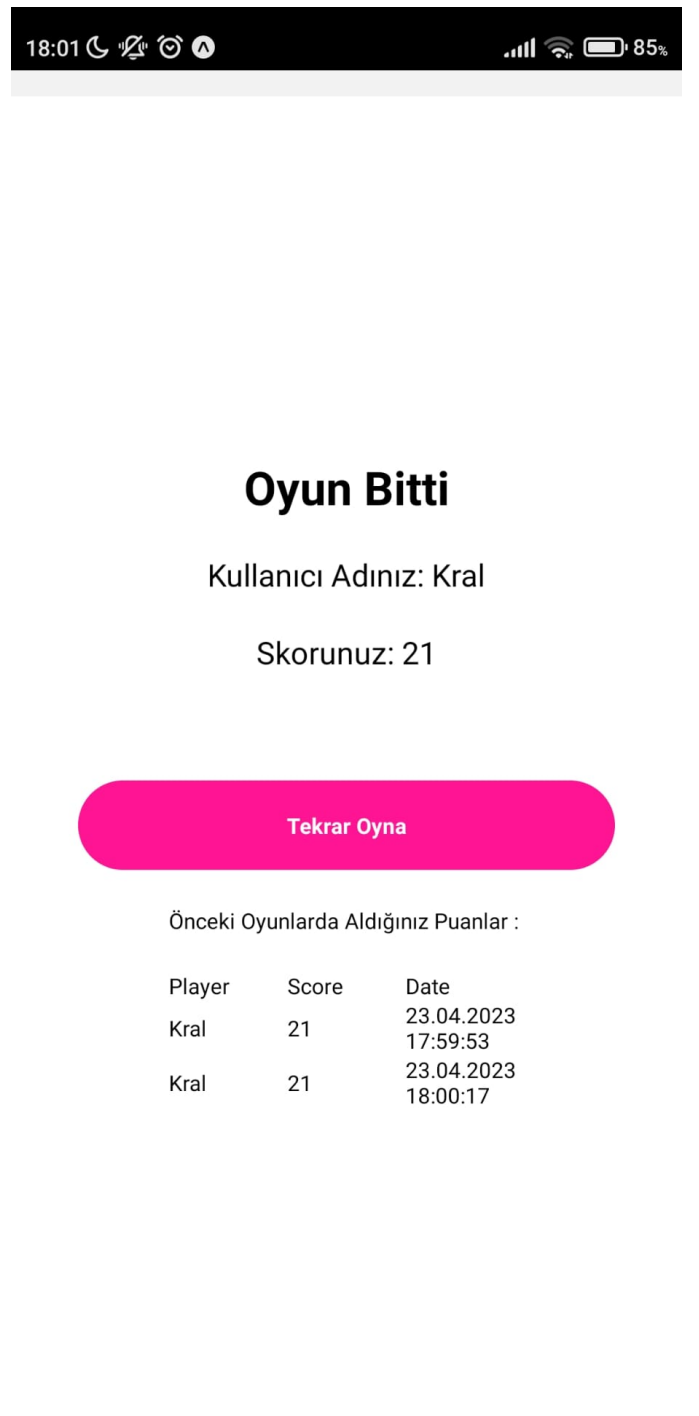 18:01 85%
Oyun Bitti
Kullanıcı Adınız: Kral
Skorunuz: 21
Tekrar Oyna
Önceki Oyunlarda Aldığınız Puanlar :
Player Score Date
Kral 21 23.04.2023
17:59:53
Kral 21 23.04.2023
18:00:17